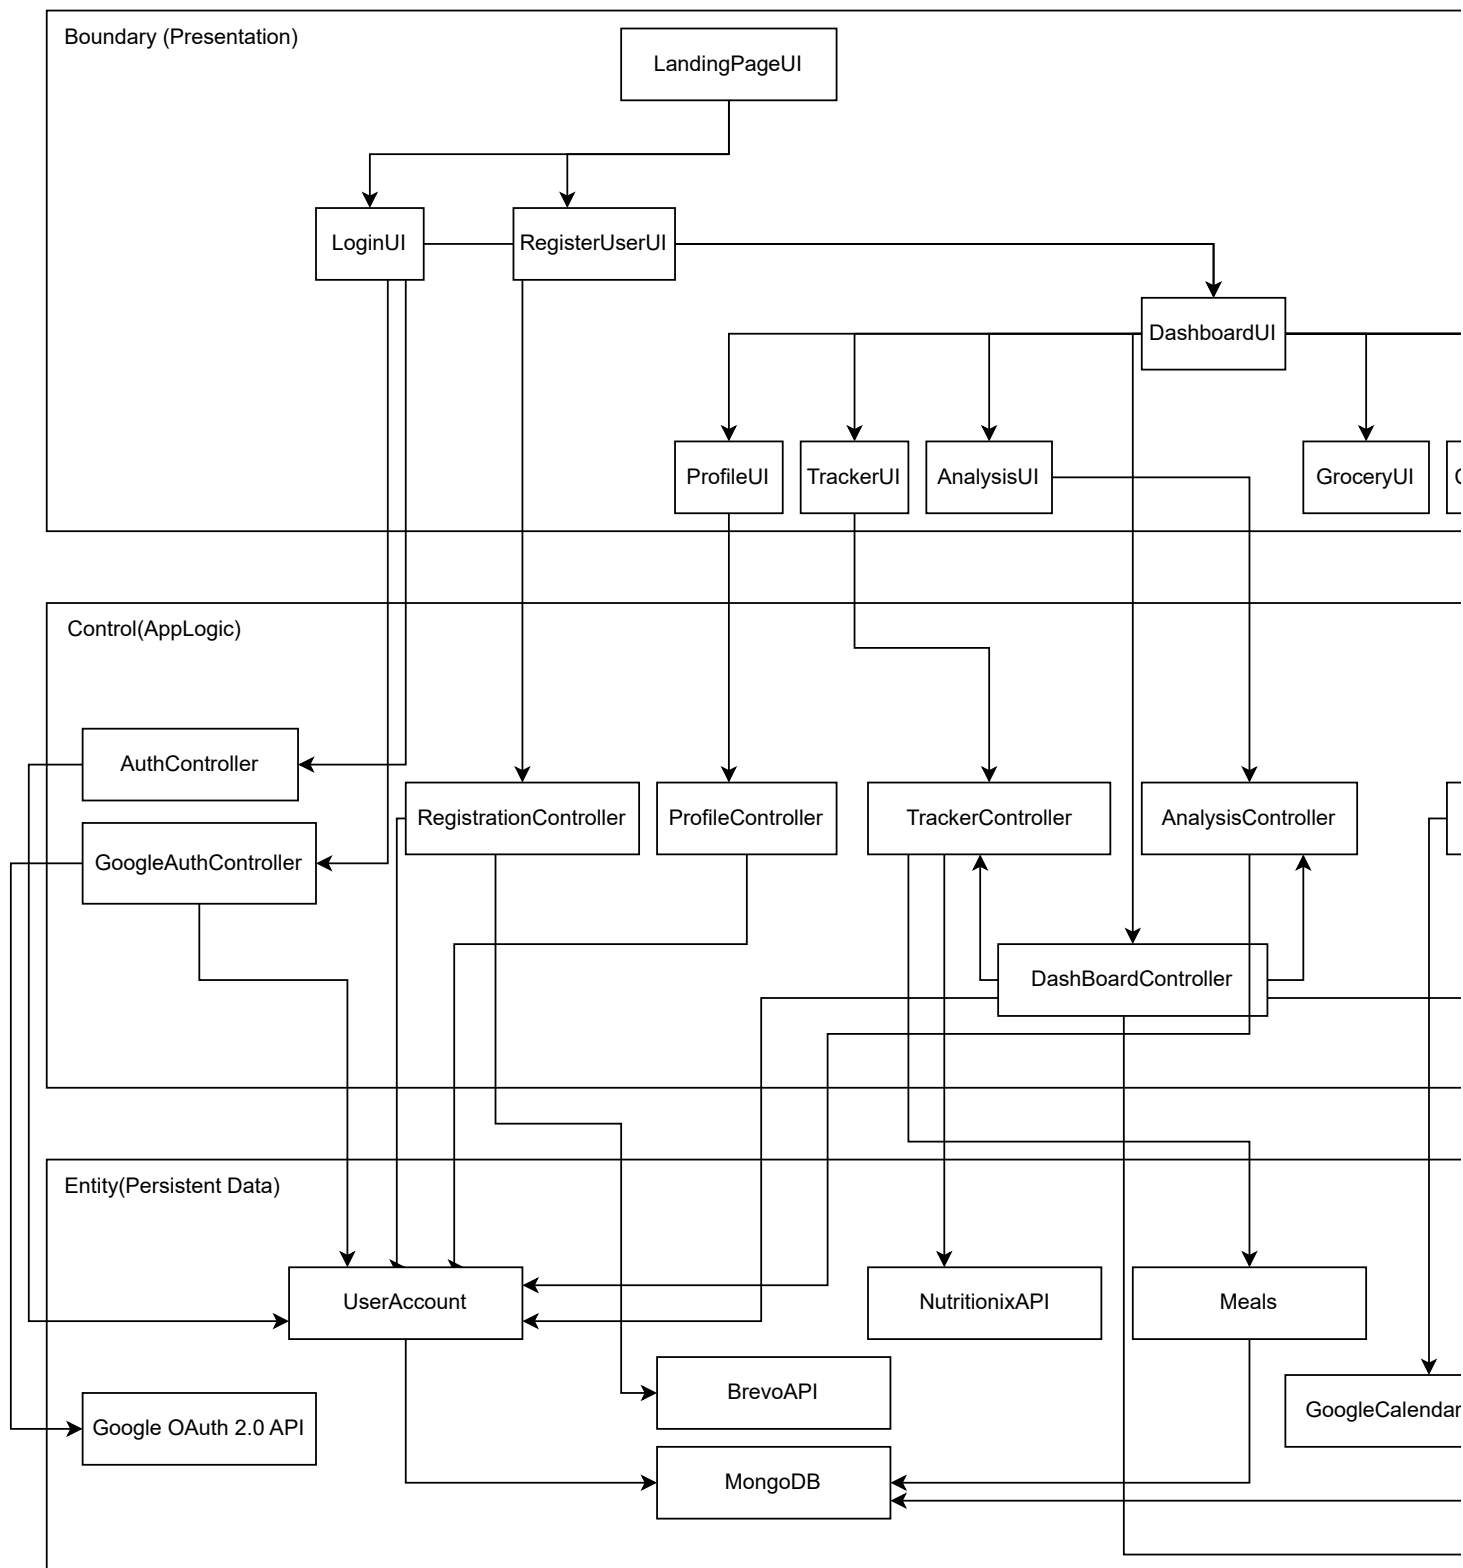 Boundary (Presentation)
LandingPageUI
LoginUI
RegisterUserUI
DashboardUI
ProfileUI
TrackerUI
AnalysisUI
GroceryUI
Control(AppLogic)
AuthController
RegistrationController
ProfileController
TrackerController
AnalysisController
GoogleAuthController
DashBoardController
Entity(Persistent Data)
UserAccount
NutritionixAPI
Meals
BrevoAPI
GoogleCalendar
Google OAuth 2.0 API
MongoDB